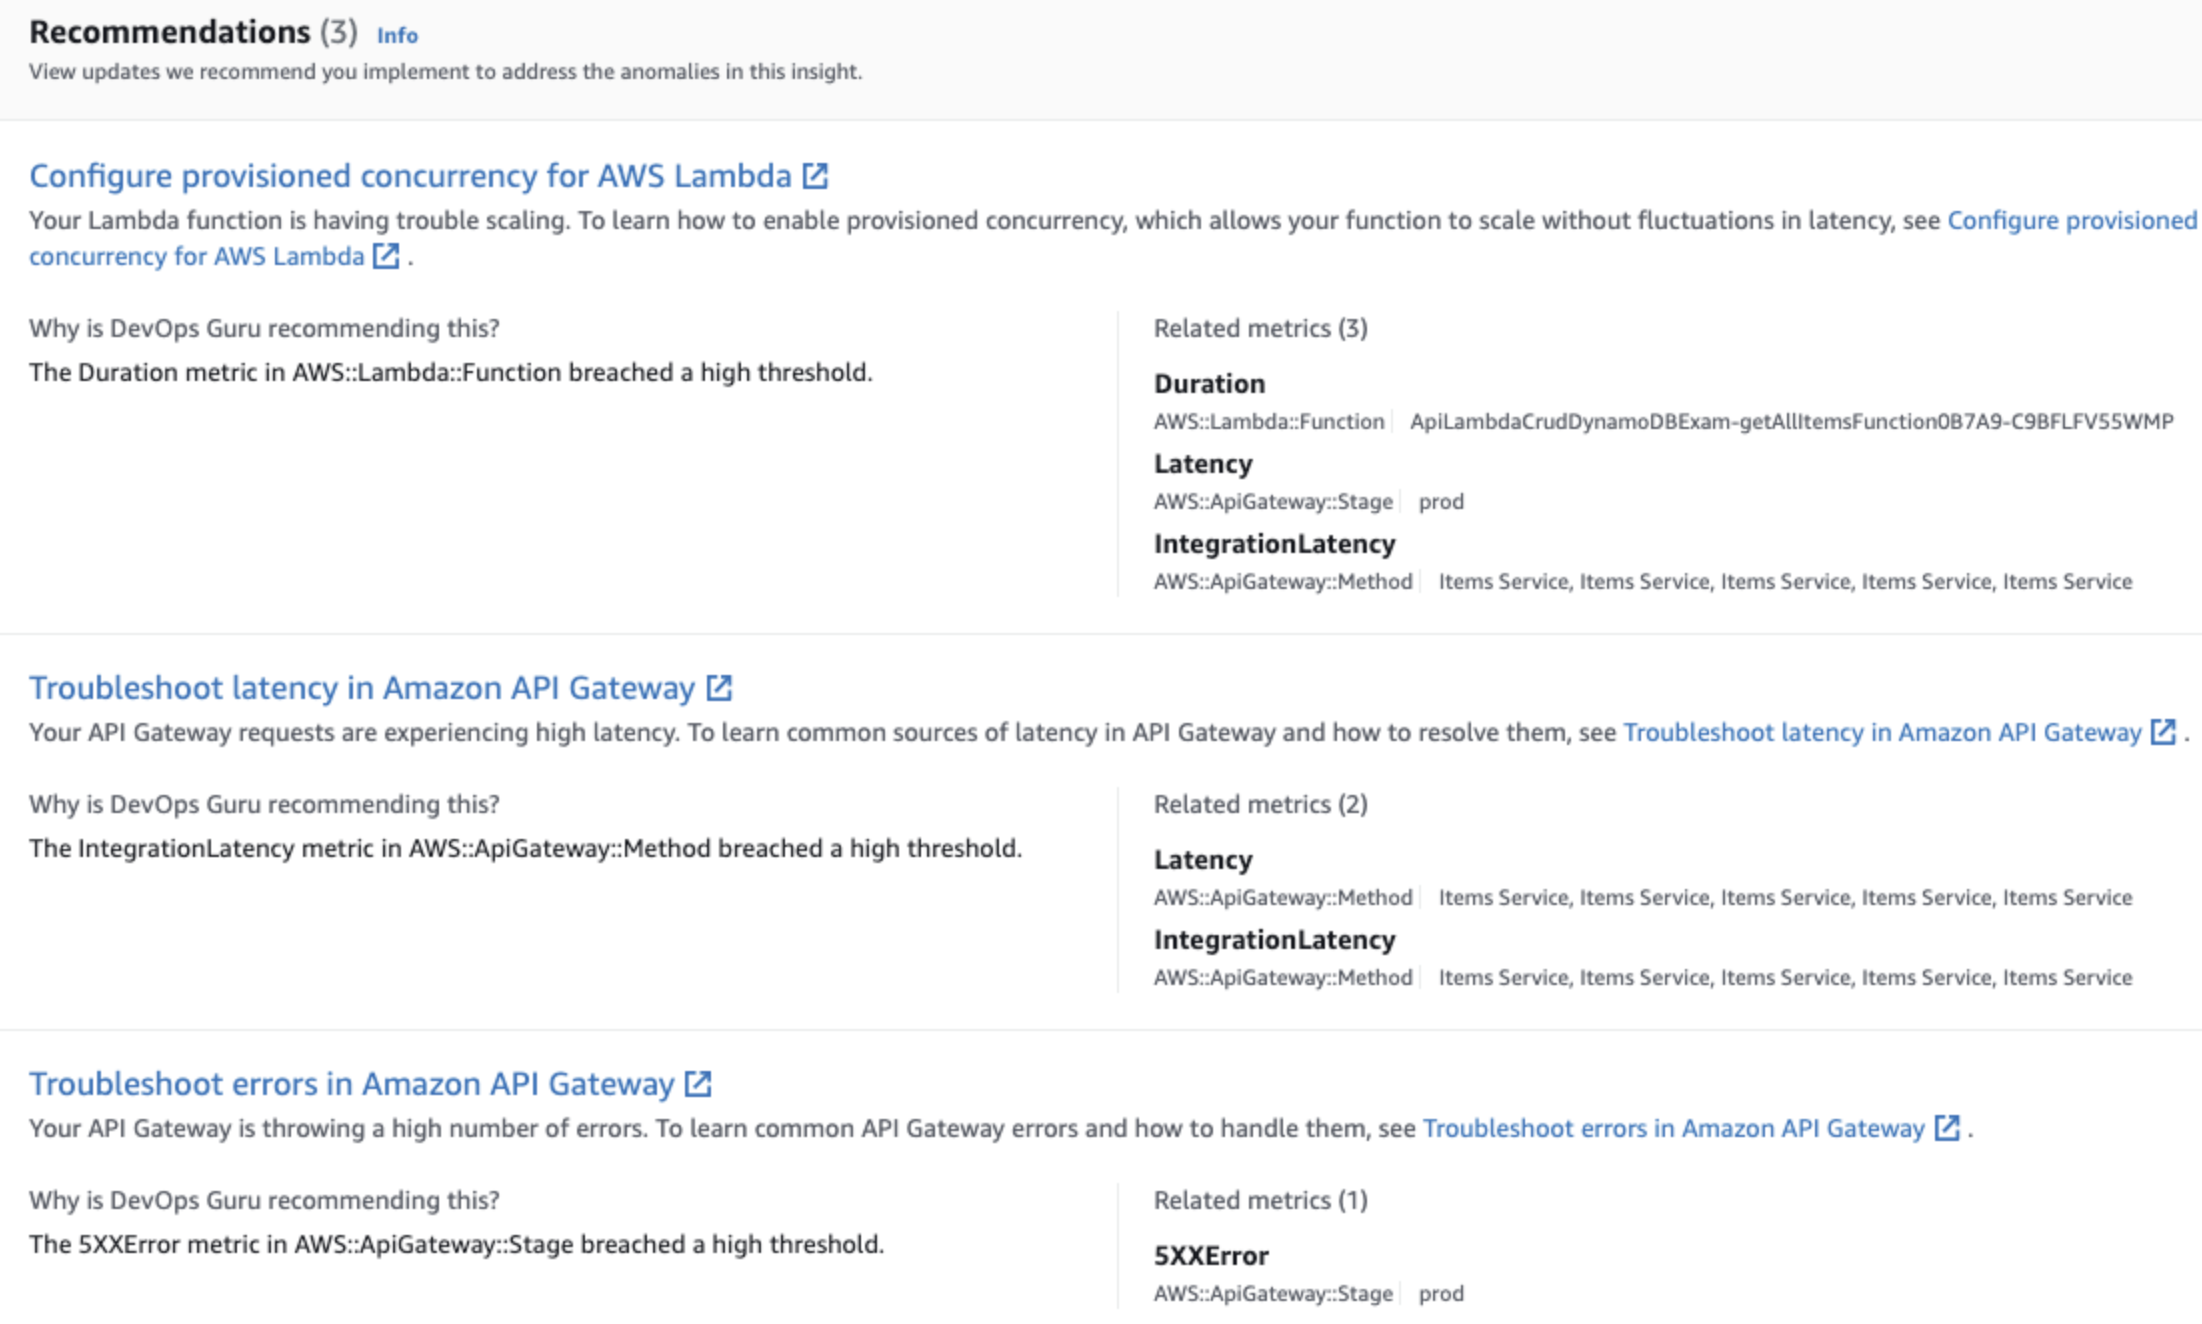 Recommendations (3) Info
View updates we recommend you implement to address the anomalies in this insight.
Configure provisioned concurrency for AWS Lambda
Your Lambda function is having trouble scaling. To learn how to enable provisioned concurrency, which allows your function to scale without fluctuations in latency, see Configure provisioned
concurrency for AWS Lambda .
Why is DevOps Guru recommending this?
The Duration metric in AWS::Lambda::Function breached a high threshold.
Related metrics (3)
Duration
AWS::Lambda::Function ApiLambdaCrudDynamoDBExam-getAllItemsFunction0B7A9-C9BFLFV55WMP
Latency
AWS::ApiGateway::Stage prod
IntegrationLatency
AWS::ApiGateway::Method Items Service, Items Service, Items Service, Items Service, Items Service
Troubleshoot latency in Amazon API Gateway
Your API Gateway requests are experiencing high latency. To learn common sources of latency in API Gateway and how to resolve them, see Troubleshoot latency in Amazon API Gateway .
Why is DevOps Guru recommending this?
The IntegrationLatency metric in AWS::ApiGateway::Method breached a high threshold.
Related metrics (2)
Latency
AWS::ApiGateway::Method Items Service, Items Service, Items Service, Items Service, Items Service
IntegrationLatency
AWS::ApiGateway::Method Items Service, Items Service, Items Service, Items Service, Items Service
Troubleshoot errors in Amazon API Gateway
Your API Gateway is throwing a high number of errors. To learn common API Gateway errors and how to handle them, see Troubleshoot errors in Amazon API Gateway .
Why is DevOps Guru recommending this?
The 5XXError metric in AWS::ApiGateway::Stage breached a high threshold.
Related metrics (1)
5XXError
AWS::ApiGateway::Stage prod